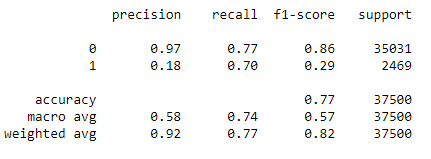 precision recall f1-score support
0 0.97 0.77 0.86 35031
1 0.18 0.70 0.29 2469
accuracy 0.77 37500
macro avg 0.58 0.74 0.57 37500
weighted avg 0.92 0.77 0.82 37500